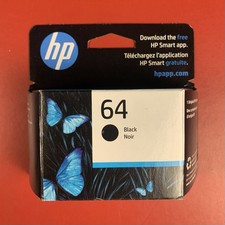 hp
Download the free
HP Smart app.
Téléchargez l'application
HP Smart gratuite.
hpapp.com
64
Black
Noir